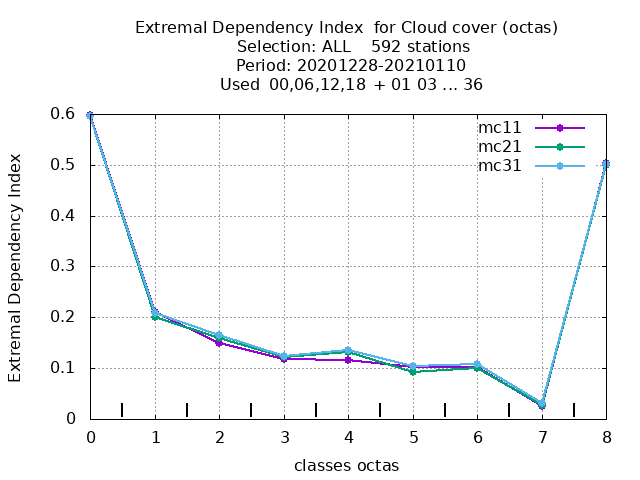 Extremal Dependency Index  for Cloud cover (octas)
Selection: ALL    592 stations
Period: 20201228-20210110
Used  00,06,12,18  + 01 03 ... 36
mc11
mc21
mc31
Extremal Dependency Index
0.6
0.5
0.4
0.3
0.2
0.1
0
0 1 2 3 4 5 6 7 8
classes octas